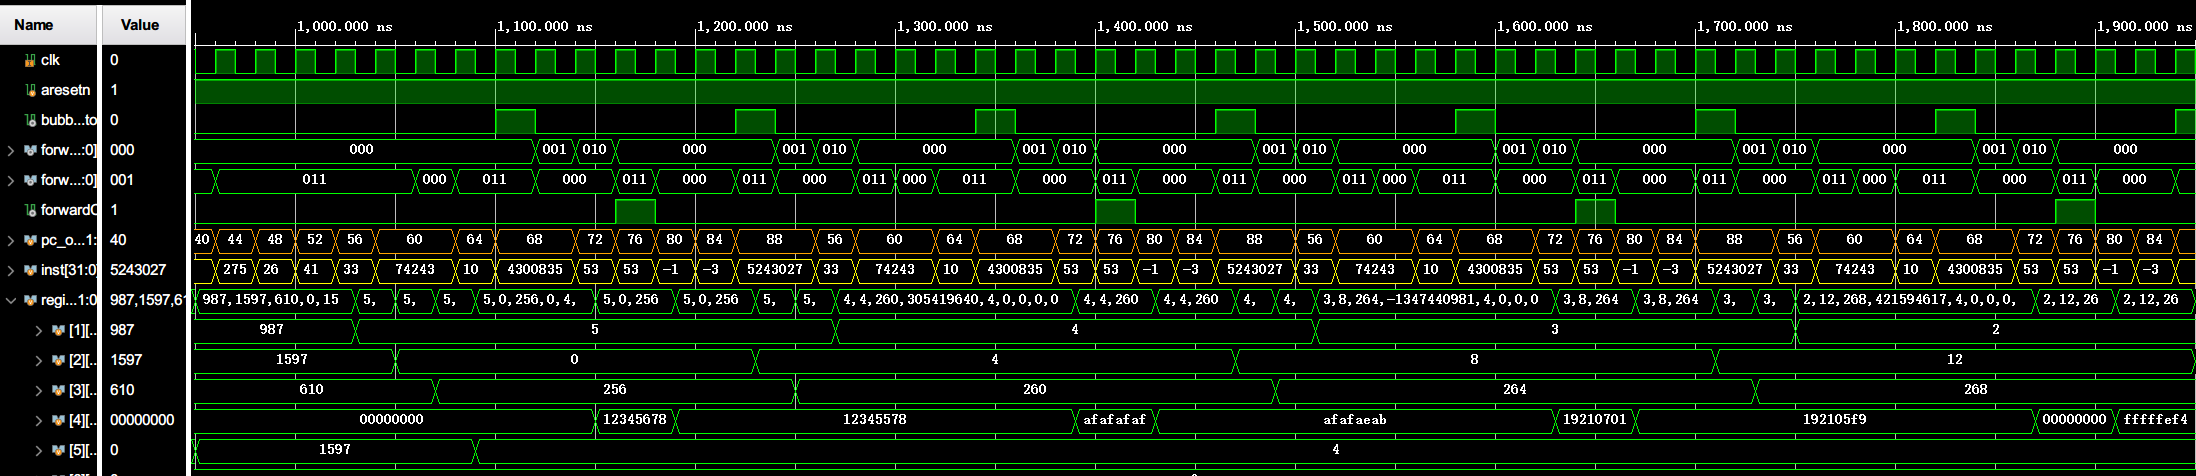 Name Value 1,000.000 ns 1,100.000 ns 1,200.000 ns 1,300.000 ns 1,400.000 ns 1,500.000 ns 1,600.000 ns 1,700.000 ns 1,800.000 ns 1,900.000 ns
clk 0
aresetn 1
bubb...to 0
forw...:0] 000 000 001 010 000 001 010 000 001 010 000 001 010 000 001 010 000 001 010 000 001 010 000
forw...:0] 001 011 000 011 000 011 000 011 000 011 000 011 000 011 000 011 000 011 000 011 000 011 000 011 000 011 000 011 000 011 000
forwardC 1
pc_o...1: 40 40 44 48 52 56 60 64 68 72 76 80 84 88 56 60 64 68 72 76 80 84 88 56 60 64 68 72 76 80 84 88 56 60 64 68 72 76 80 84
inst[31:0] 5243027 275 26 41 33 74243 10 4300835 53 53 -1 -3 5243027 33 74243 10 4300835 53 53 -1 -3 5243027 33 74243 10 4300835 53 53 -1 -3 5243027 33 74243 10 4300835 53 53 -1 -3
regi...1:0 987,1597,61 987,1597,610,0,15 5, 5, 5, 5,0,256,0,4, 5,0,256 5,0,256 5, 5, 4,4,260,305419640,4,0,0,0,0 4,4,260 4,4,260 4, 4, 3,8,264,-1347440981,4,0,0,0 3,8,264 3,8,264 3, 3, 2,12,268,421594617,4,0,0,0, 2,12,26 2,12,26
[1][.. 987 987 5 4 3 2
[2][.. 1597 1597 0 4 8 12
[3][.. 610 610 256 260 264 268
[4][.. 00000000 00000000 12345678 12345578 afafafaf afafaeab 19210701 192105f9 00000000 fffffef4
[5][.. 0 1597 4